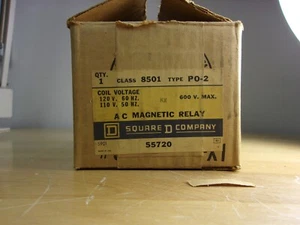 QTY.
1 CLASS 8501 TYPE PO-2
COIL VOLTAGE
120 V. 60 HZ.
110 V. 50 HZ. 600 V. MAX.
AC MAGNETIC RELAY
D SQUARE D COMPANY
55720